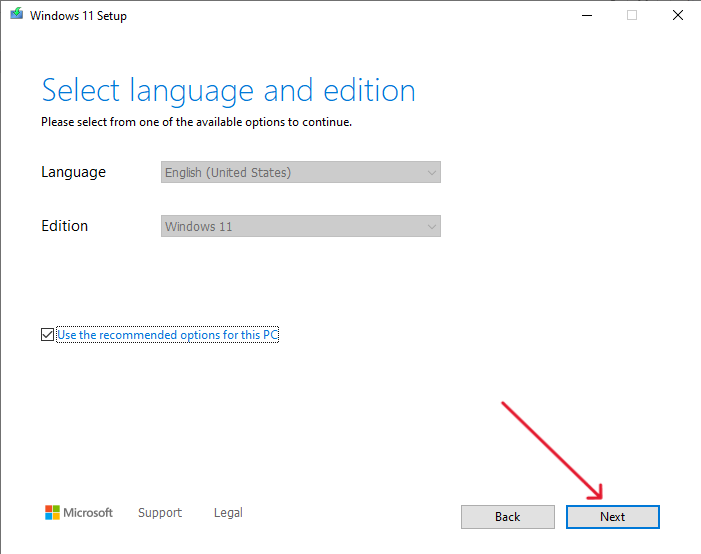 Windows 11 Setup
Select language and edition
Please select from one of the available options to continue.
Language
English (United States)
Edition
Windows 11
Use the recommended options for this PC
Microsoft
Support
Legal
Back
Next